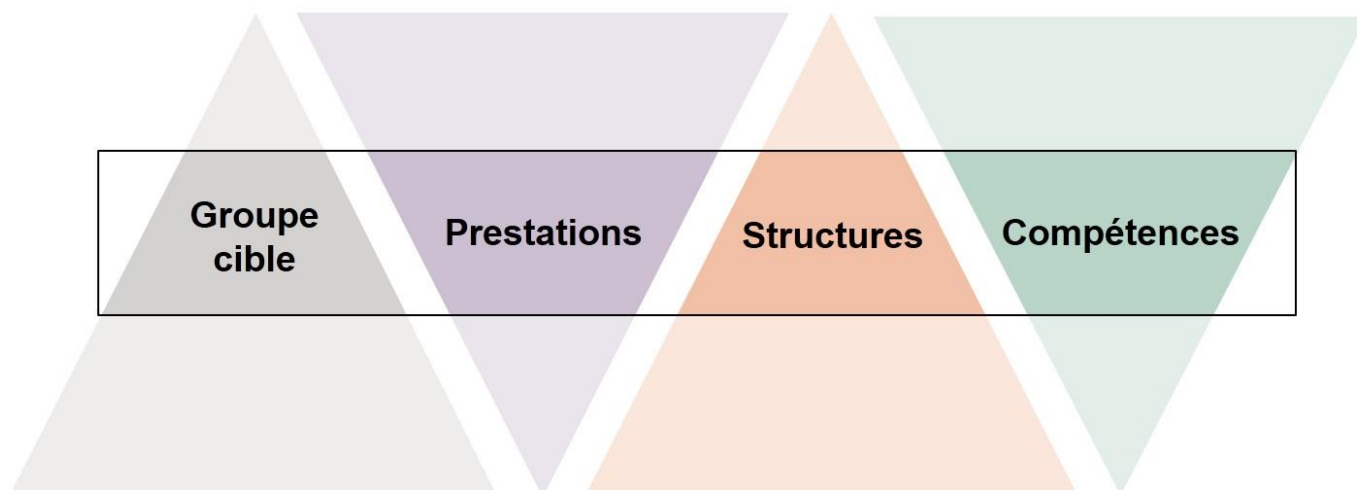 Groupe
cible
Prestations
Structures
Compétences